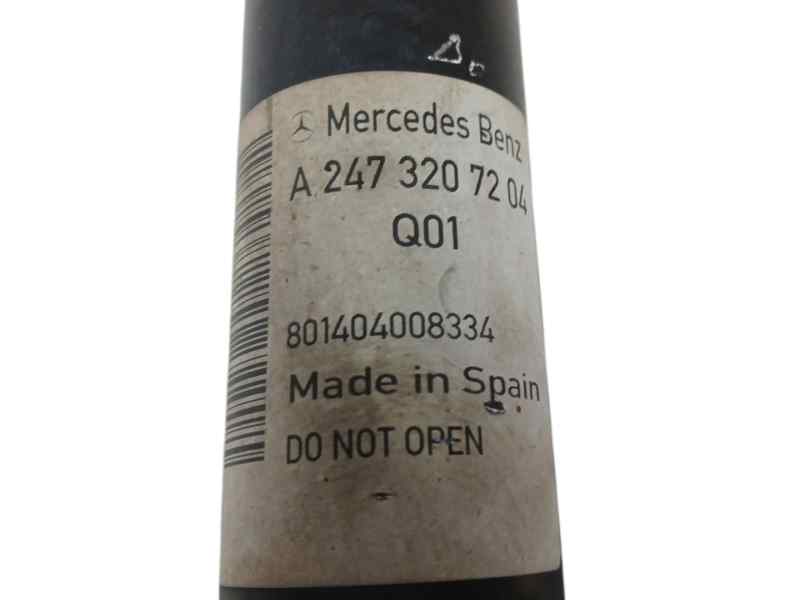 Mercedes Benz
A 247 320 72 04
Q01
801404008334
Made in Spain
DO NOT OPEN